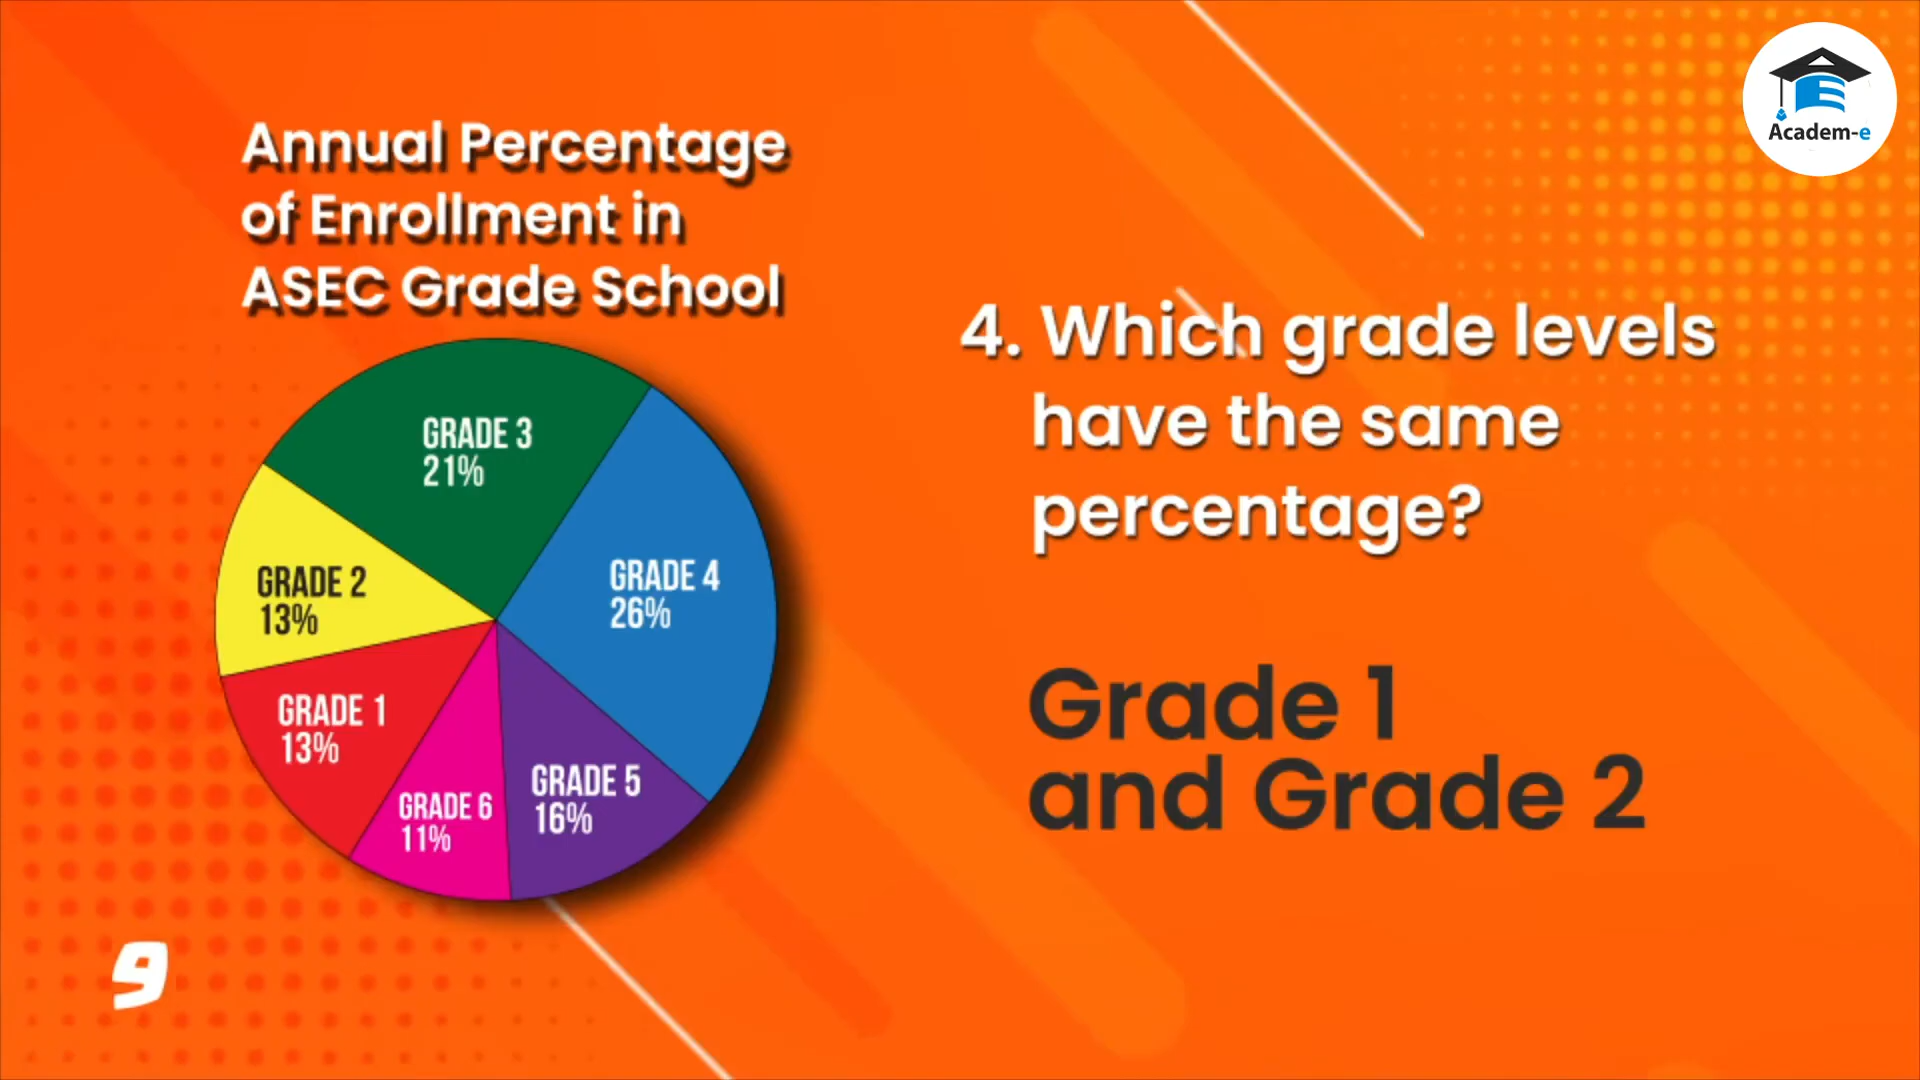 Academ-e
Annual Percentage
of Enrollment in
ASEC Grade School
GRADE 3
21%
GRADE 4
26%
GRADE 2
13%
GRADE 1
13%
GRADE 6
11%
GRADE 5
16%
4. Which grade levels
have the same
percentage?
Grade 1
and Grade 2
9